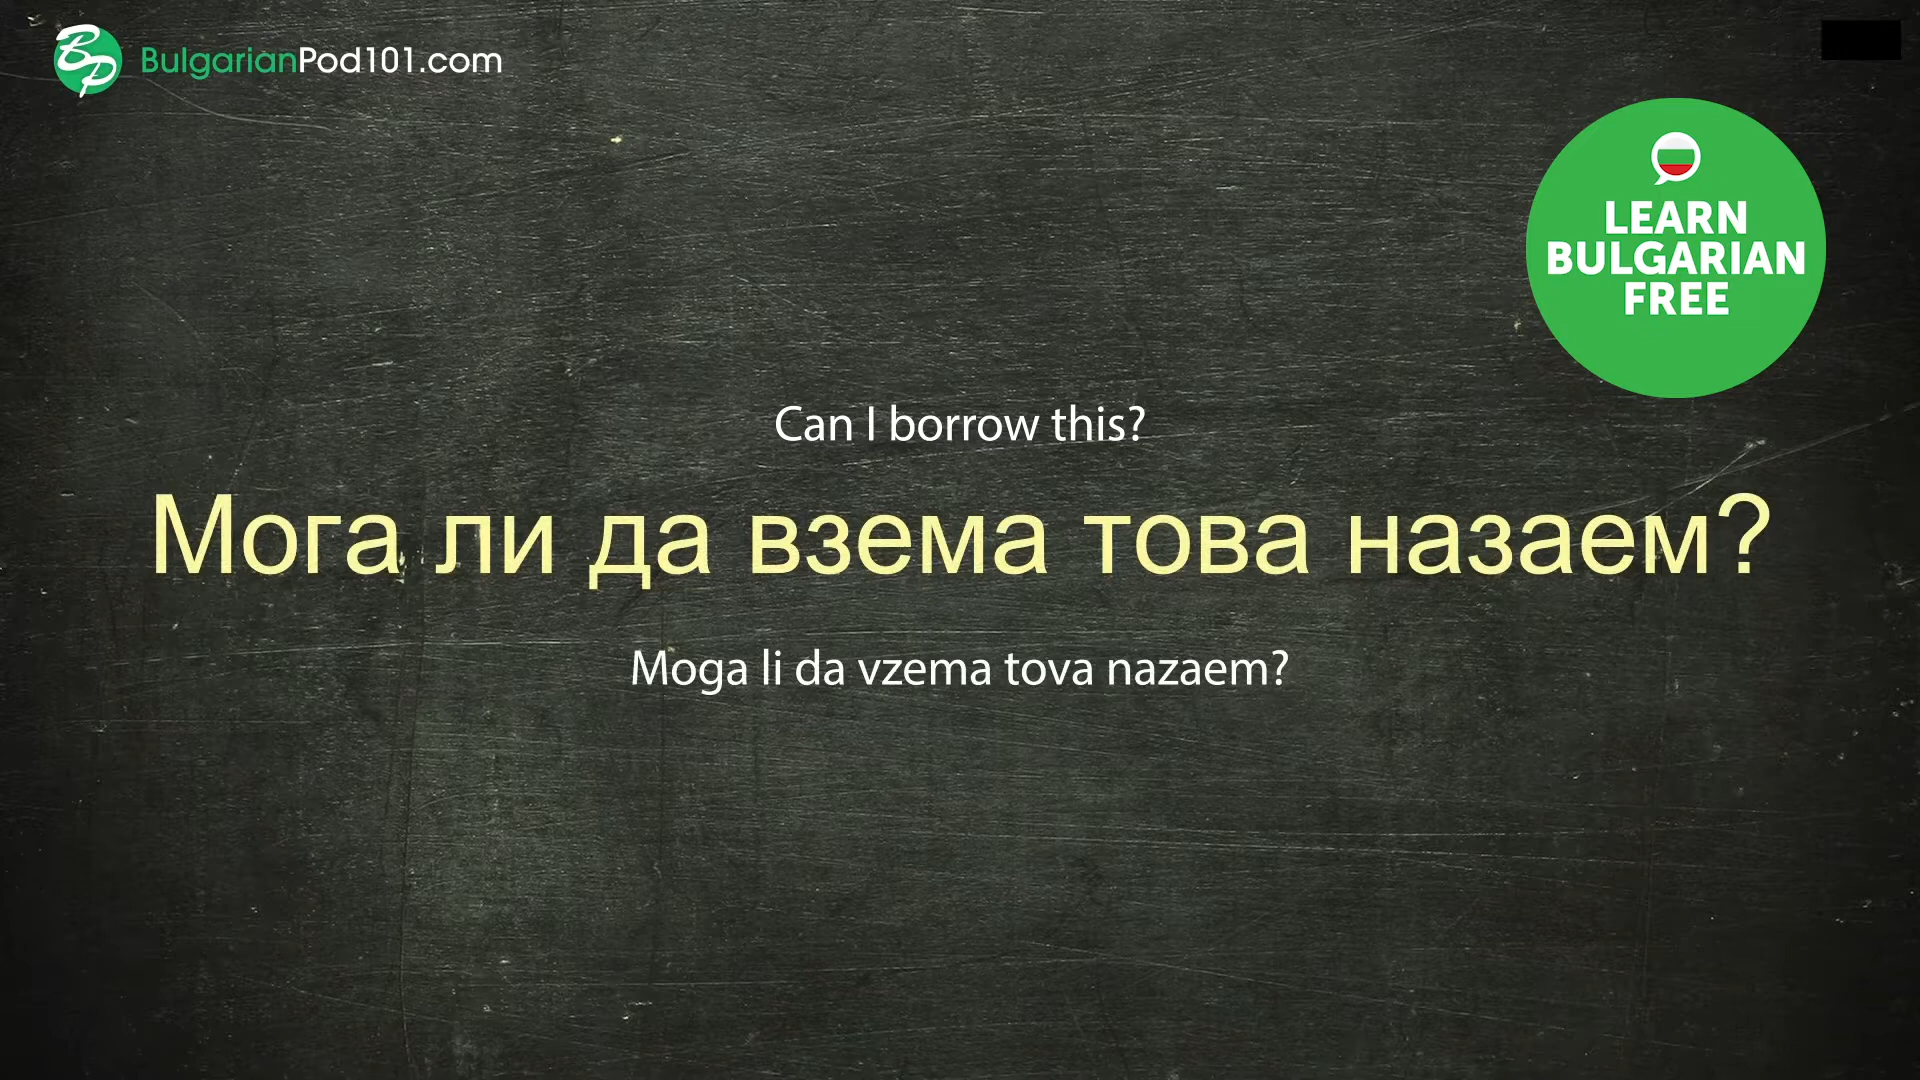 BulgarianPod101.com
LEARN
BULGARIAN
FREE
Can I borrow this?
Мога ли да взема това назаем?
Moga li da vzema tova nazaem?